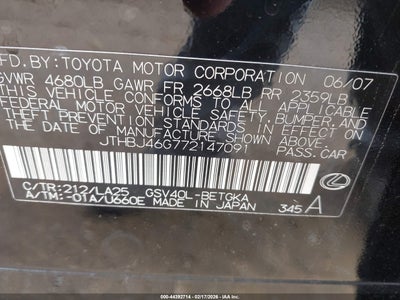 MFD. BY: TOYOTA MOTOR CORPORATION 06/07
GVWR 4680LB GAWR FR 2668LB RR 2359LB
THIS VEHICLE CONFORMS TO ALL APPLICABLE
FEDERAL MOTOR VEHICLE SAFETY, BUMPER, AND
THEFT PREVENTION STANDARDS IN EFFECT ON
THE DATE OF MANUFACTURE SHOWN ABOVE.
JTHBJ46G772147091 PASS. CAR
C/TR: 212/LA25 GSV40L-BETGKA
A/TM: -01A/U660E MADE IN JAPAN 345 A
STOCK: 44392714 — 02/17/2026 — IAA